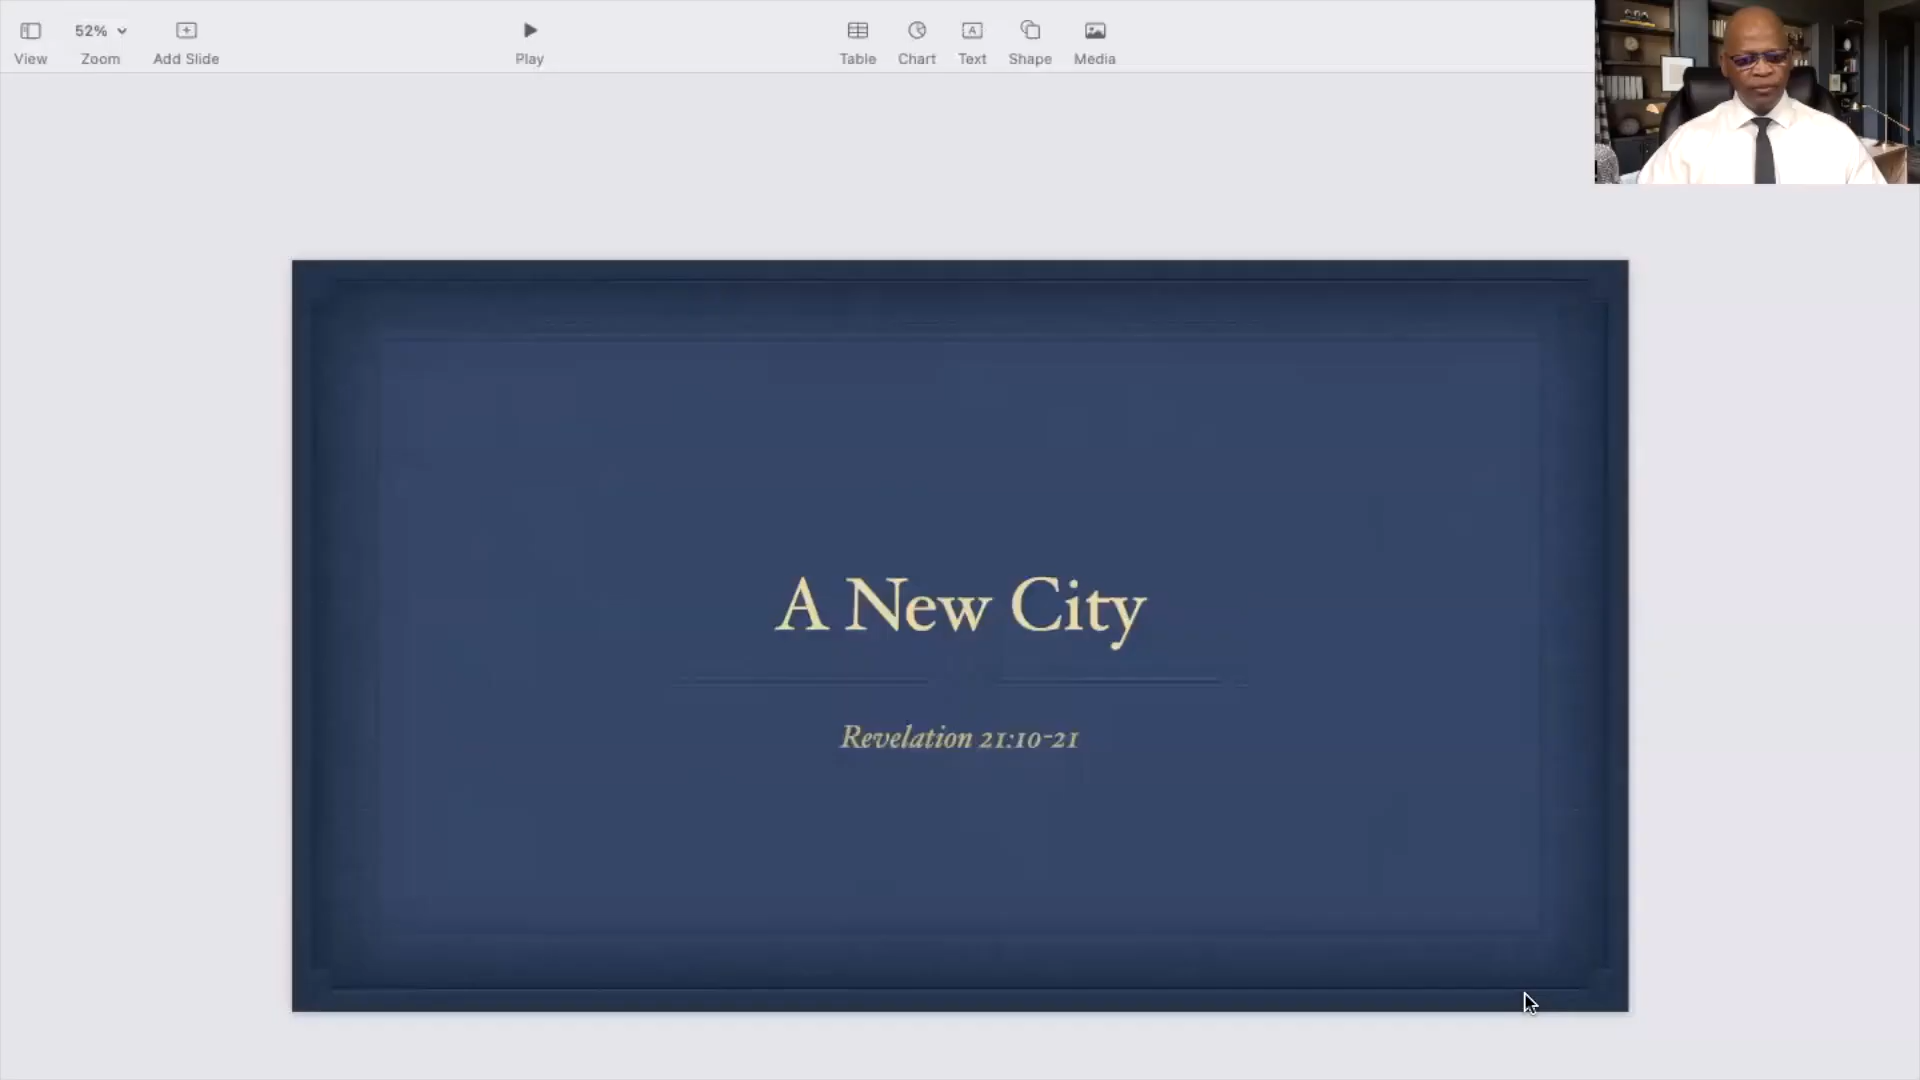 52%
View
Zoom
Add Slide
Play
Table
Chart
Text
Shape
Media
A New City
Revelation 21:10-21